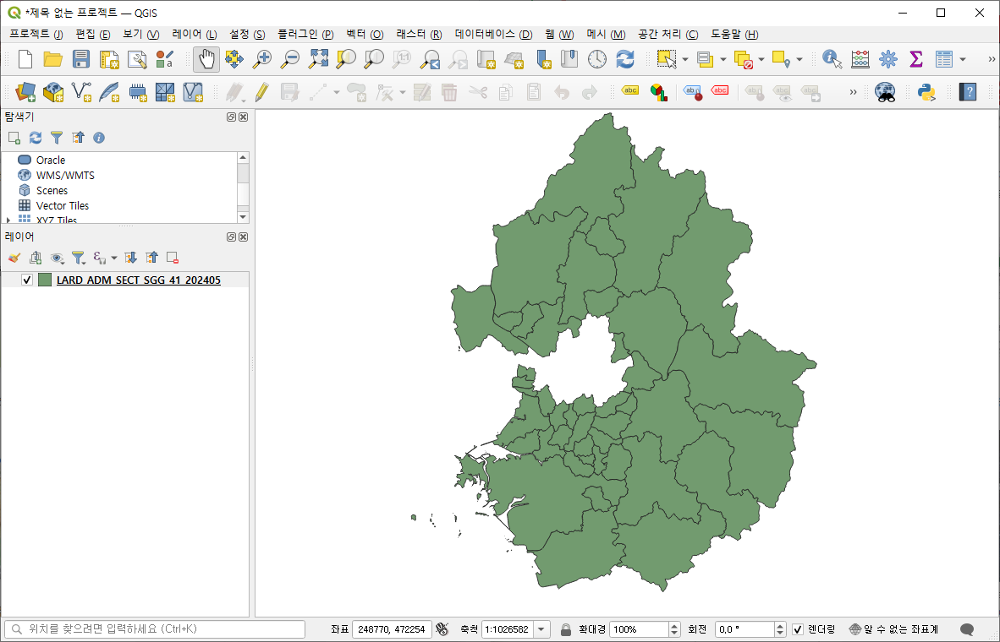 *제목 없는 프로젝트 — QGIS
프로젝트 (J) 편집 (E) 보기 (V) 레이어 (L) 설정 (S) 플러그인 (P) 벡터 (O) 래스터 (R) 데이터베이스 (D) 웹 (W) 메시 (M) 공간 처리 (C) 도움말 (H)
탐색기
Oracle
WMS/WMTS
Scenes
Vector Tiles
XYZ Tiles
레이어
LARD_ADM_SECT_SGG_41_202405
위치를 찾으려면 입력하세요 (Ctrl+K) 좌표 248770, 472254 축척 1:1026582 확대경 100% 회전 0,0 ° 렌더링 알 수 없는 좌표계